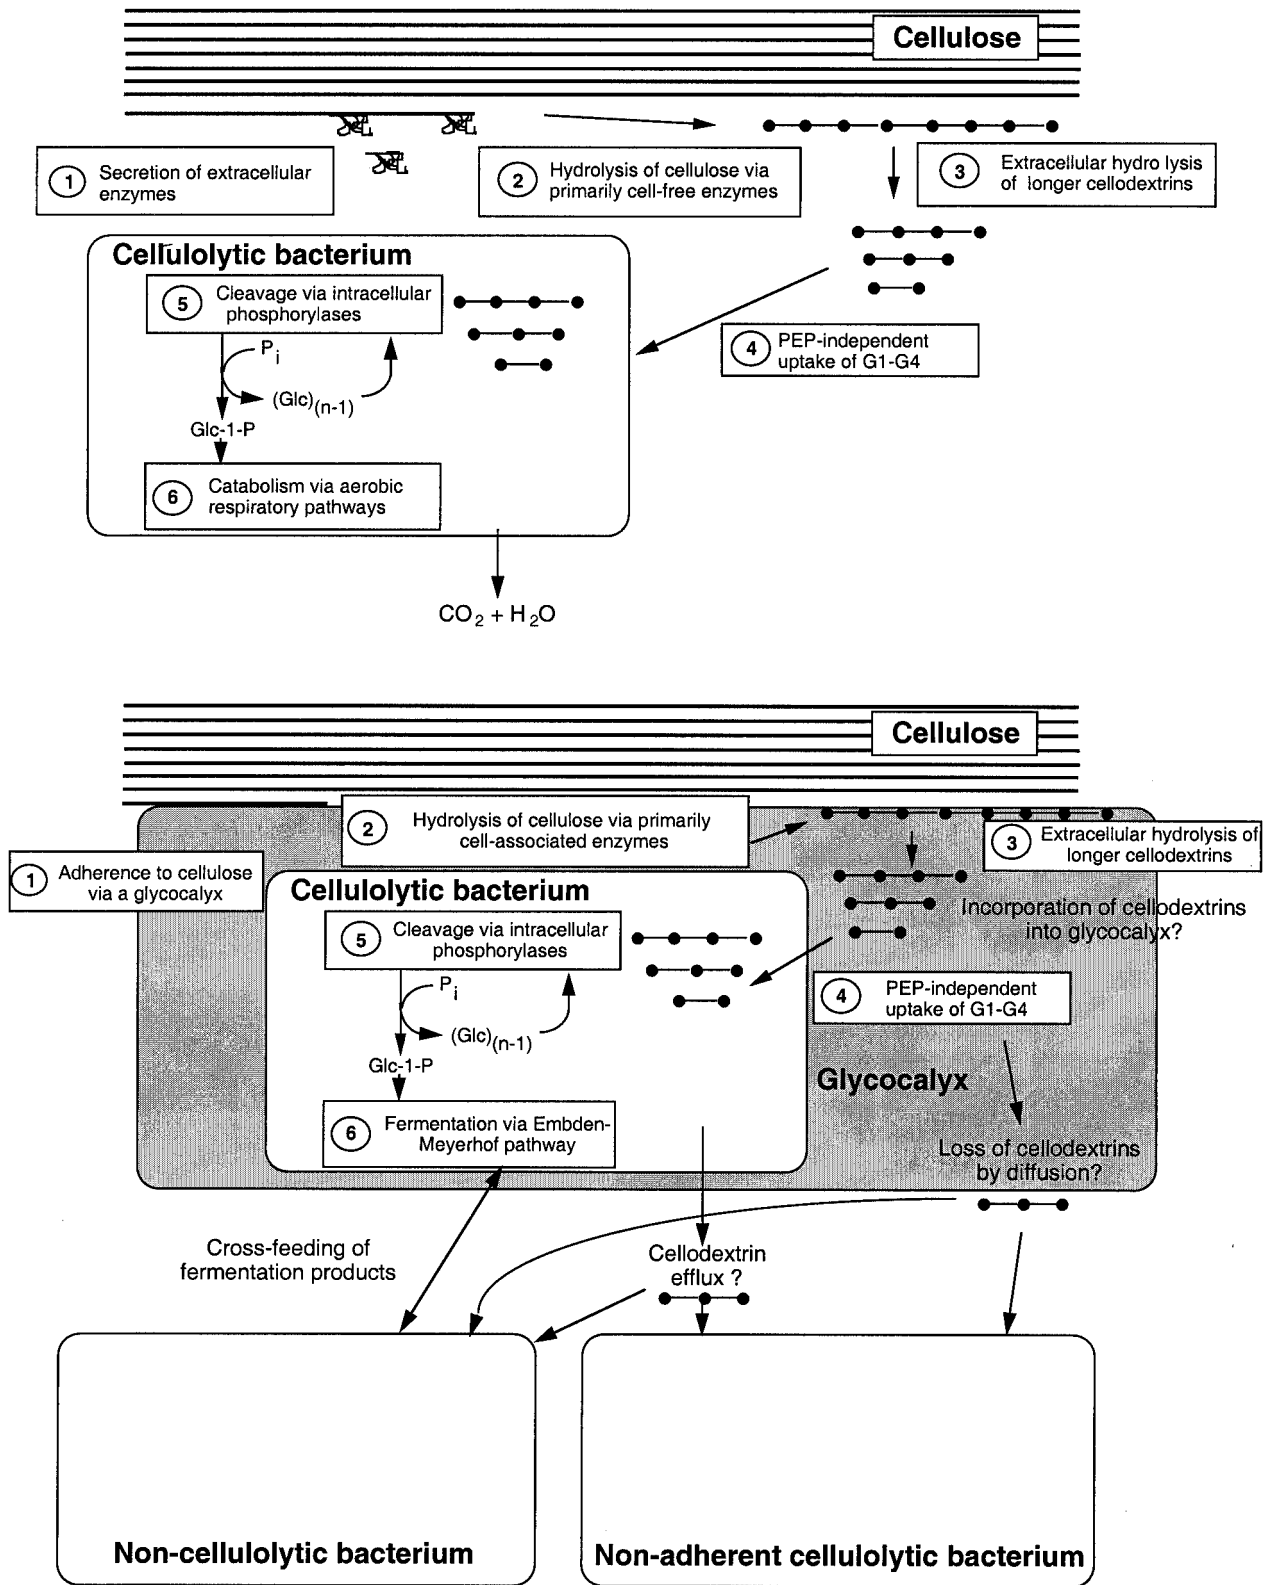 Cellulose
1 Secretion of extracellular
enzymes
2 Hydrolysis of cellulose via
primarily cell-free enzymes
3 Extracellular hydro lysis
of longer cellodextrins
Cellulolytic bacterium
5 Cleavage via intracellular
phosphorylases
Pi
(Glc)(n-1)
Glc-1-P
4 PEP-independent
uptake of G1-G4
6 Catabolism via aerobic
respiratory pathways
CO2 + H2O
Cellulose
2 Hydrolysis of cellulose via primarily
cell-associated enzymes
3 Extracellular hydrolysis of
longer cellodextrins
1 Adherence to cellulose
via a glycocalyx
Cellulolytic bacterium
Incorporation of cellodextrins
into glycocalyx?
5 Cleavage via intracellular
phosphorylases
Pi
(Glc)(n-1)
Glc-1-P
4 PEP-independent
uptake of G1-G4
Glycocalyx
6 Fermentation via Embden-
Meyerhof pathway
Loss of cellodextrins
by diffusion?
Cross-feeding of
fermentation products
Cellodextrin
efflux ?
Non-cellulolytic bacterium
Non-adherent cellulolytic bacterium